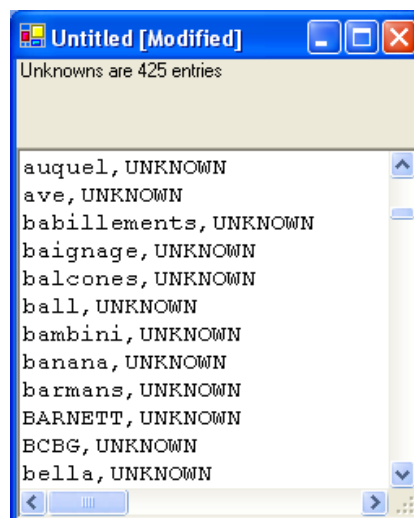 Untitled [Modified]
Unknowns are 425 entries
auquel,UNKNOWN
ave,UNKNOWN
babillements,UNKNOWN
baignage,UNKNOWN
balcones,UNKNOWN
ball,UNKNOWN
bambini,UNKNOWN
banana,UNKNOWN
barmans,UNKNOWN
BARNETT,UNKNOWN
BCBG,UNKNOWN
bella,UNKNOWN